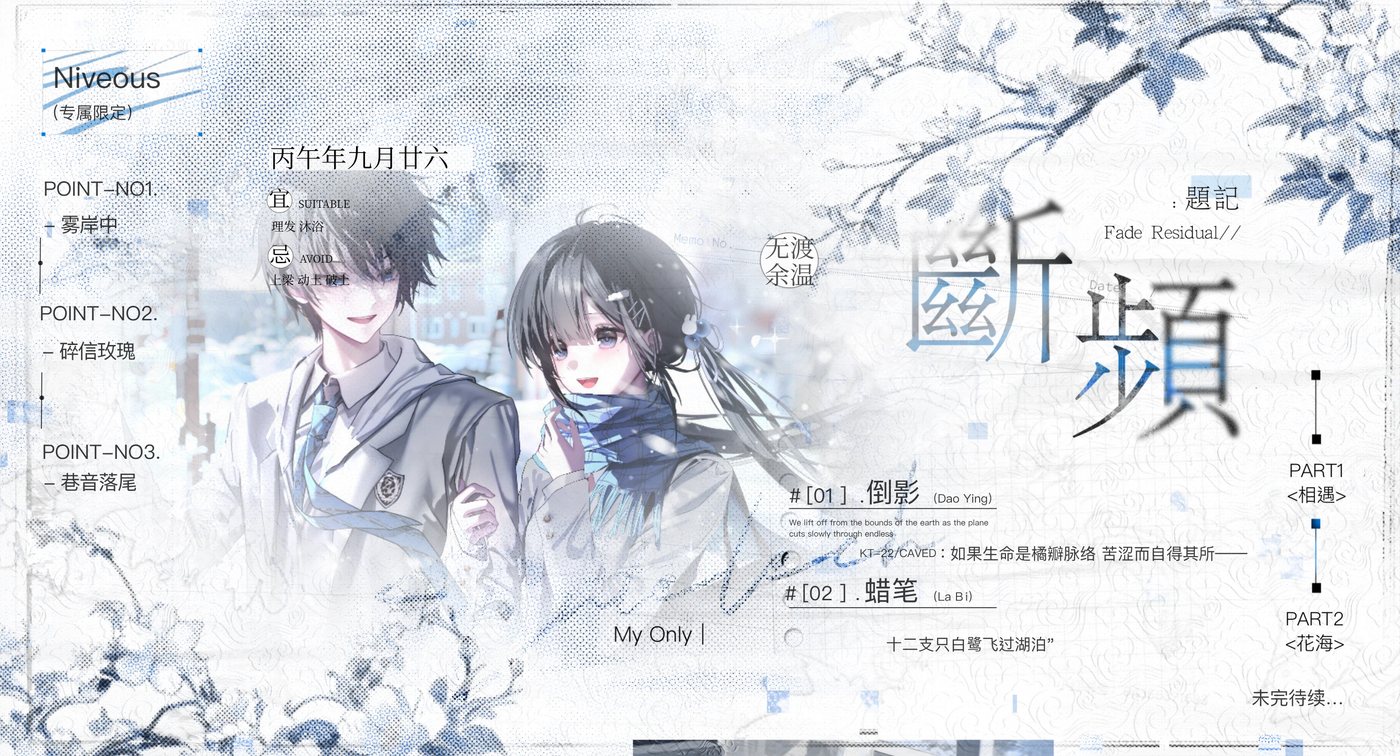 Niveous
(专属限定)
POINT-NO1.
- 雾岸中
POINT-NO2.
- 碎信玫瑰
POINT-NO3.
- 巷音落尾
丙午年九月廿六
宜 SUITABLE
理发 沐浴
忌 AVOID
上梁 动土 破土
Memo No.
无渡
余温
:題記
Fade Residual//
斷
Date
頻
#[01] .倒影 (Dao Ying)
We lift off from the bounds of the earth as the plane
cuts slowly through endless
KT-22/CAVED：如果生命是橘瓣脉络 苦涩而自得其所——
#[02] .蜡笔 (La Bi)
十二支只白鹭飞过湖泊”
My Only |
PART1
<相遇>
PART2
<花海>
未完待续...